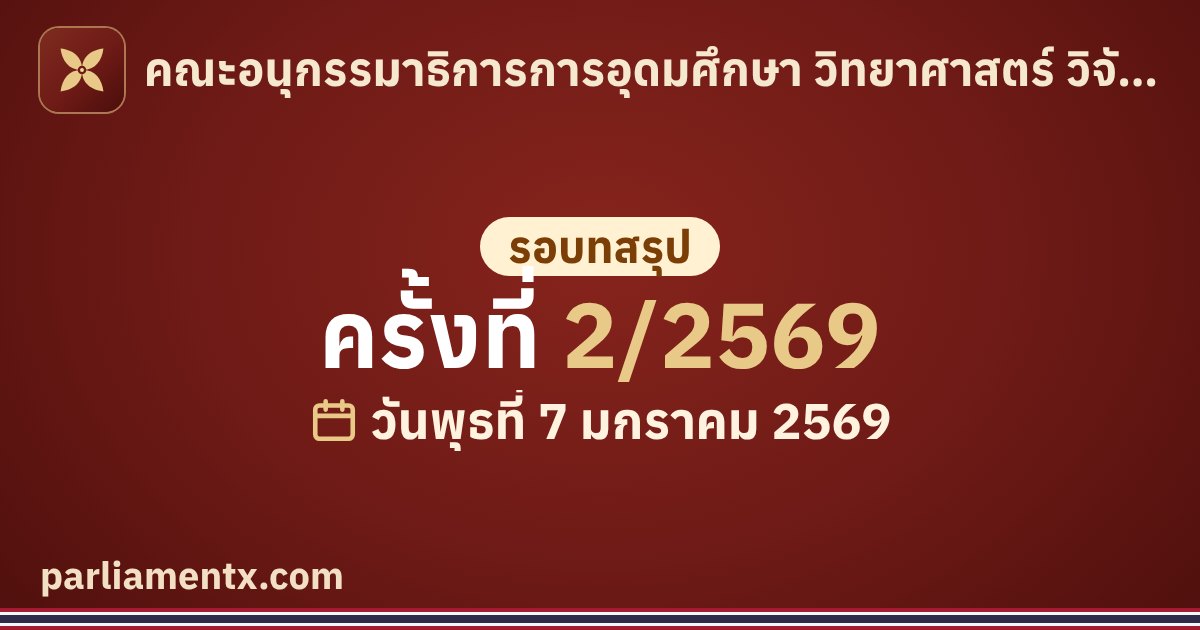 คณะอนุกรรมาธิการการอุดมศึกษา วิทยาศาสตร์ วิจั...
รอบทสรุป
ครั้งที่ 2/2569
วันพุธที่ 7 มกราคม 2569
parliamentx.com